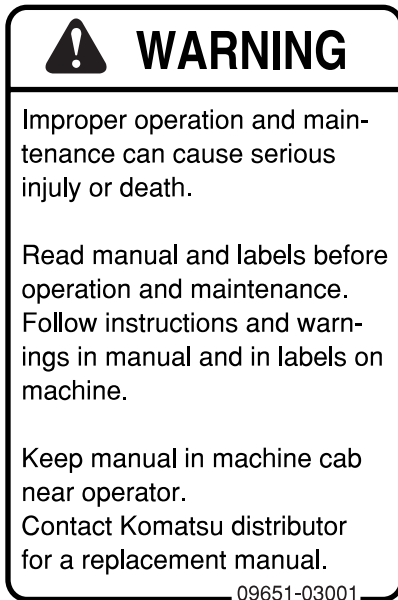 WARNING
Improper operation and main-
tenance can cause serious
injuly or death.
Read manual and labels before
operation and maintenance.
Follow instructions and warn-
ings in manual and in labels on
machine.
Keep manual in machine cab
near operator.
Contact Komatsu distributor
for a replacement manual.
09651-03001